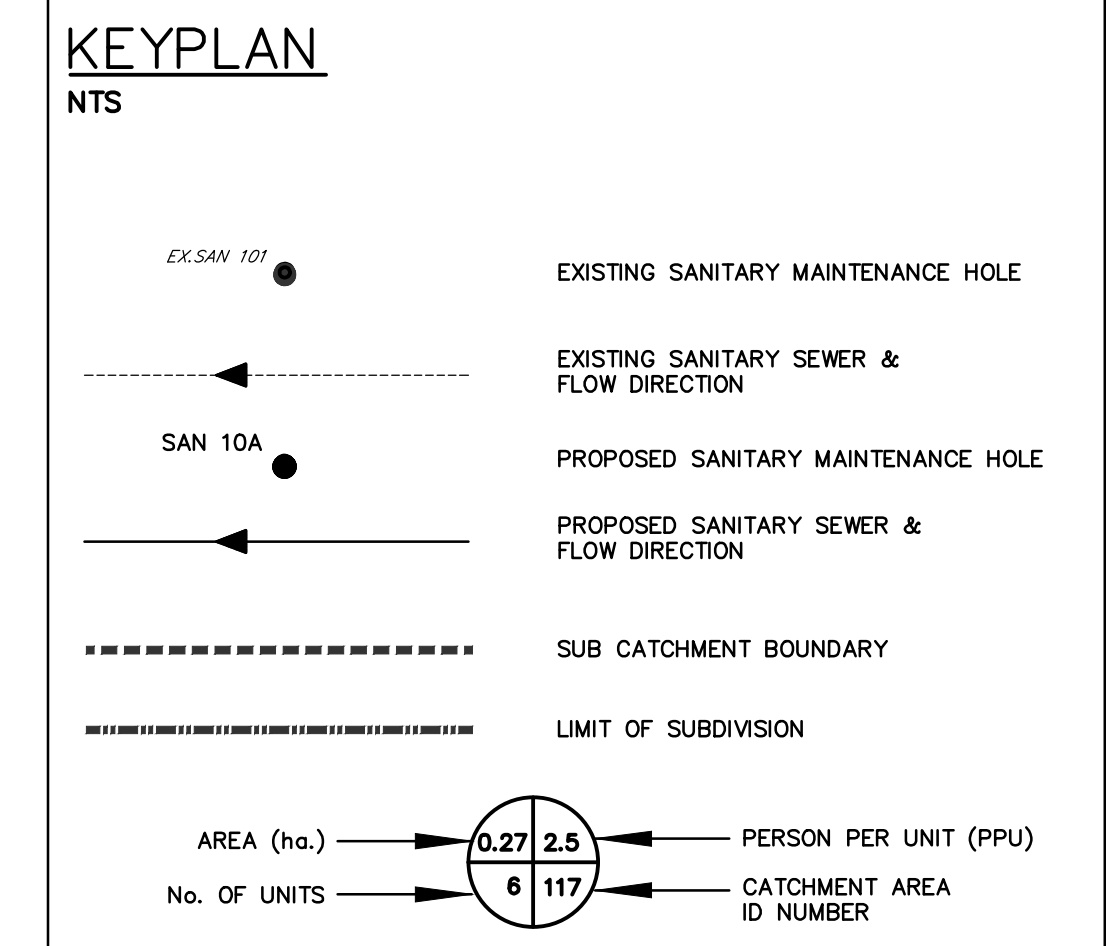 KEYPLAN
NTS
EX.SAN 101
EXISTING SANITARY MAINTENANCE HOLE
EXISTING SANITARY SEWER &
FLOW DIRECTION
SAN 10A
PROPOSED SANITARY MAINTENANCE HOLE
PROPOSED SANITARY SEWER &
FLOW DIRECTION
SUB CATCHMENT BOUNDARY
LIMIT OF SUBDIVISION
AREA (ha.)
0.27
2.5
PERSON PER UNIT (PPU)
No. OF UNITS
6
117
CATCHMENT AREA
ID NUMBER